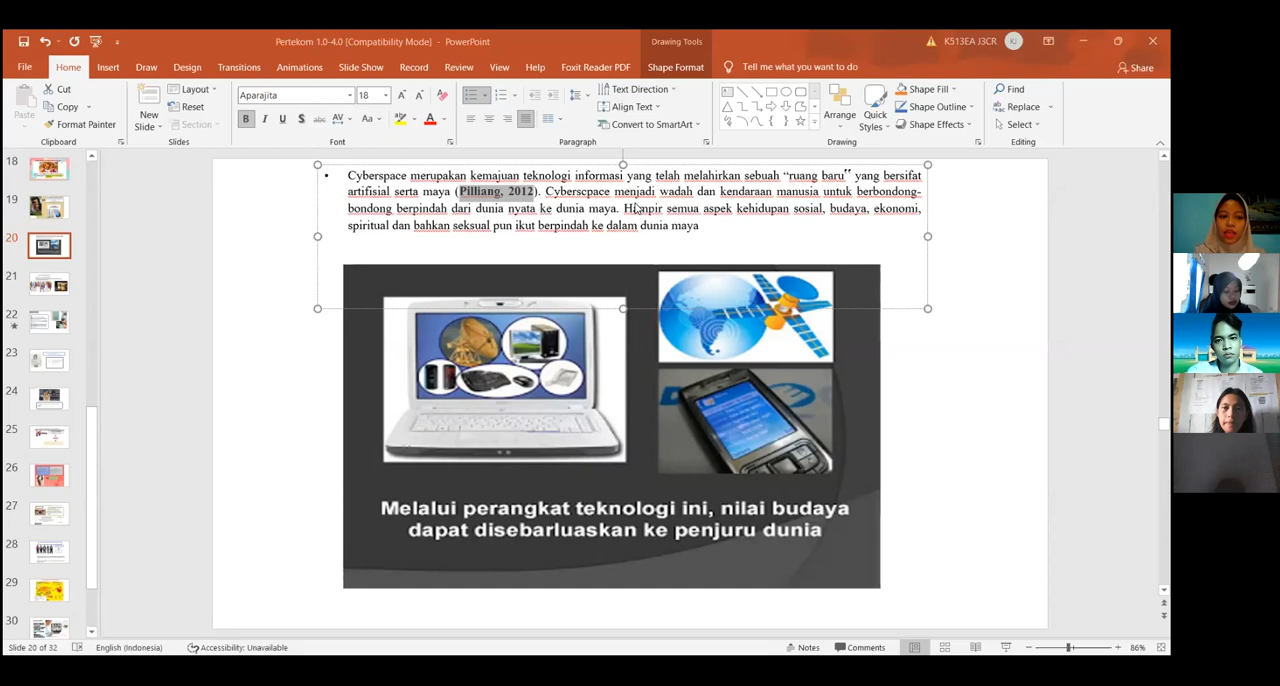 Pertekom 1.0-4.0 [Compatibility Mode] - PowerPoint
Drawing Tools
K513EA J3CR
KJ
File Home Insert Draw Design Transitions Animations Slide Show Record Review View Help Foxit Reader PDF Shape Format Tell me what you want to do Share
Paste
Cut
Copy
Format Painter
Clipboard
New Slide
Layout
Reset
Section
Slides
Aparajita 18
Font
Paragraph
Text Direction
Align Text
Convert to SmartArt
Arrange
Quick Styles
Shape Fill
Shape Outline
Shape Effects
Drawing
Find
Replace
Select
Editing
18
19
20
21
22
23
24
25
26
27
28
29
30
• Cyberspace merupakan kemajuan teknologi informasi yang telah melahirkan sebuah “ruang baru” yang bersifat
artifisial serta maya (Pilliang, 2012). Cyberscpace menjadi wadah dan kendaraan manusia untuk berbondong-
bondong berpindah dari dunia nyata ke dunia maya. Hampir semua aspek kehidupan sosial, budaya, ekonomi,
spiritual dan bahkan seksual pun ikut berpindah ke dalam dunia maya
Melalui perangkat teknologi ini, nilai budaya
dapat disebarluaskan ke penjuru dunia
Slide 20 of 32 English (Indonesia) Accessibility: Unavailable Notes Comments 86%